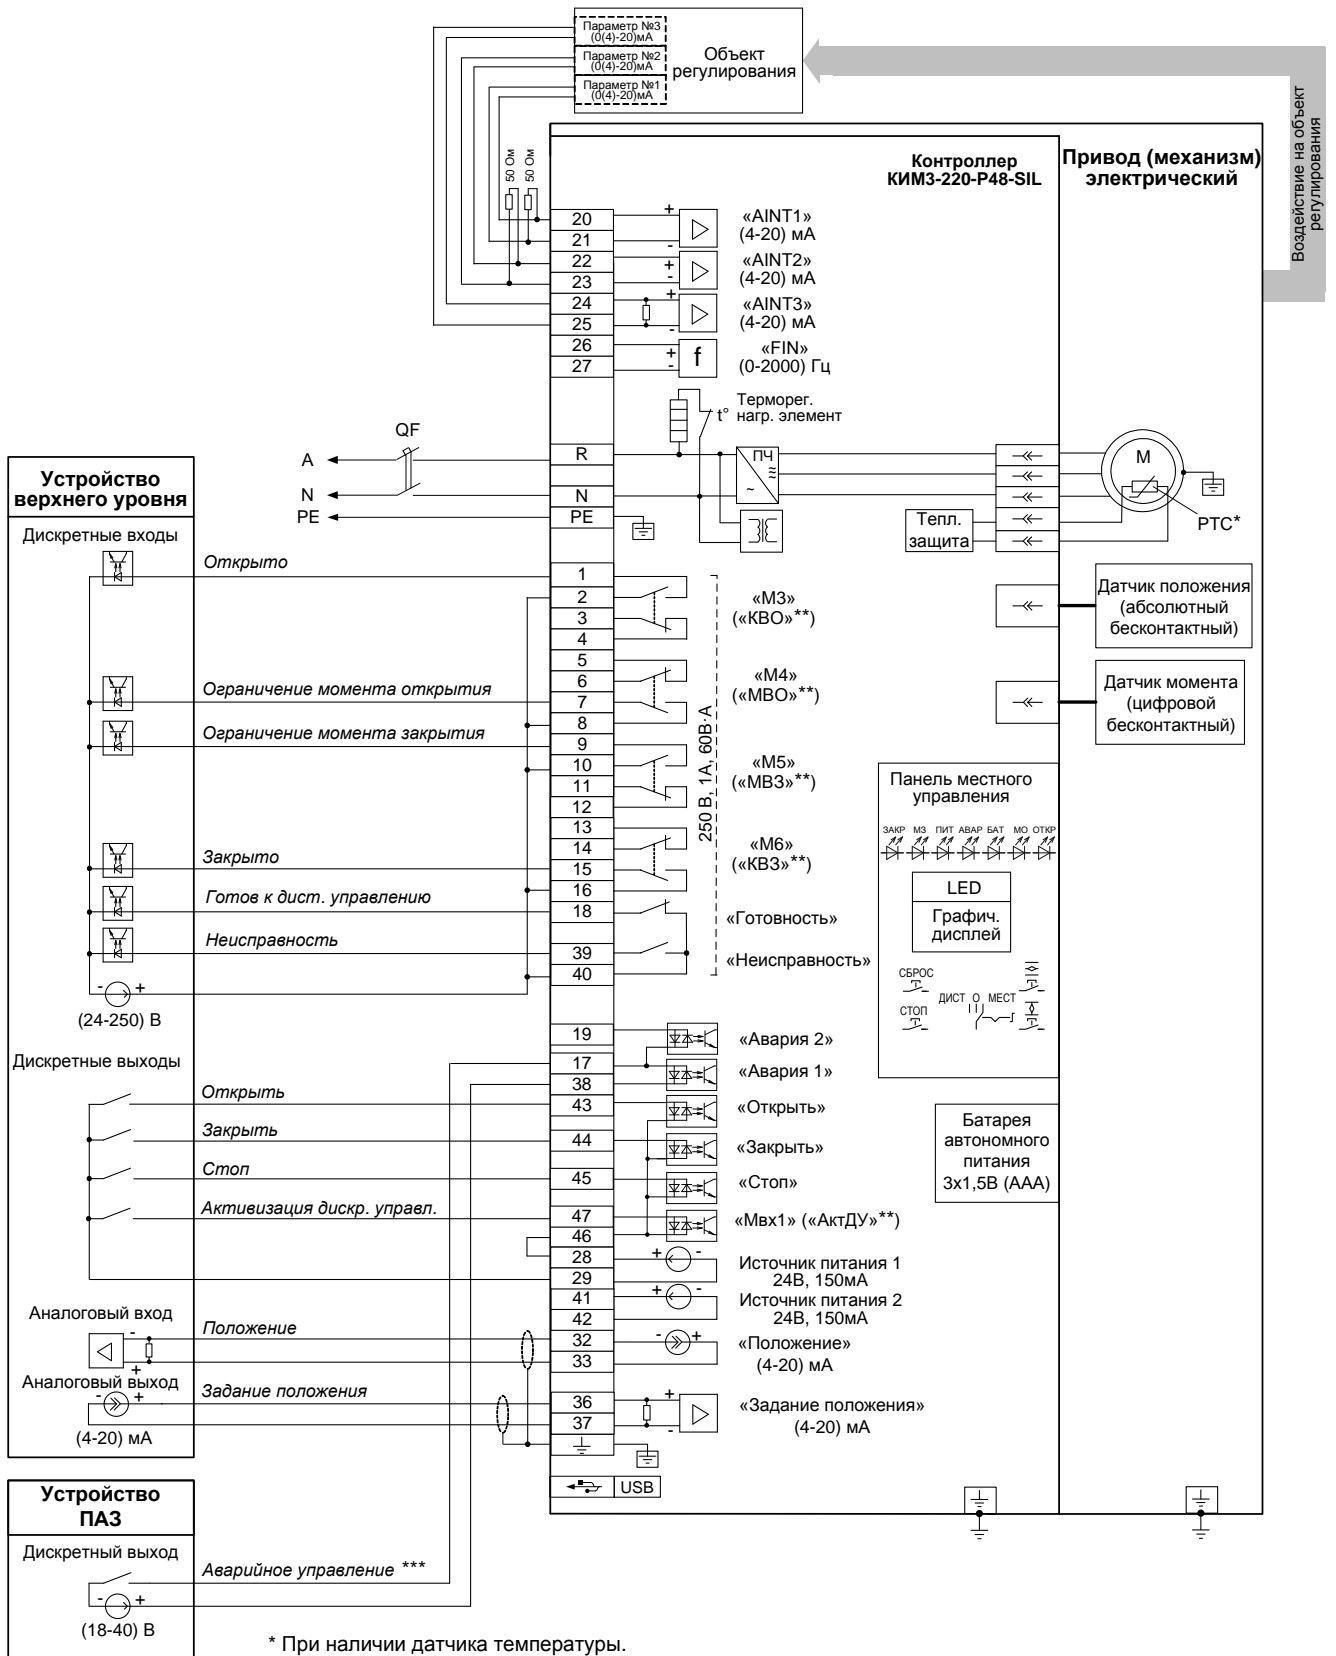 Параметр №3
(0(4)-20)мА
Параметр №2
(0(4)-20)мА
Параметр №1
(0(4)-20)мА
Объект
регулирования
Воздействие на объект
регулирования
Контроллер
КИМ3-220-P48-SIL
Привод (механизм)
электрический
50 Ом
50 Ом
20
+
«AINT1»
21
-
(4-20) мА
22
+
«AINT2»
23
-
(4-20) мА
24
+
«AINT3»
25
-
(4-20) мА
26
+
f
«FIN»
27
-
(0-2000) Гц
t°
Терморег.
нагр. элемент
QF
A
R
ПЧ
~
N
N
PE
PE
M
PTC*
Тепл.
защита
Устройство
верхнего уровня
Дискретные входы
Открыто
1
2
«М3»
3
(«КВО»**)
4
5
Ограничение момента открытия
6
«М4»
7
(«МВО»**)
8
Ограничение момента закрытия
9
10
«М5»
11
(«МВЗ»**)
12
13
Закрыто
14
«М6»
15
(«КВЗ»**)
16
Готов к дист. управлению
18
«Готовность»
Неисправность
39
«Неисправность»
40
250 В, 1А, 60В·А
- +
(24-250) В
Датчик положения
(абсолютный
бесконтактный)
Датчик момента
(цифровой
бесконтактный)
Панель местного
управления
ЗАКР МЗ ПИТ АВАР БАТ МО ОТКР
LED
Графич.
дисплей
СБРОС
СТОП
ДИСТ О МЕСТ
Батарея
автономного
питания
3х1,5В (ААА)
19
«Авария 2»
17
«Авария 1»
38
Дискретные выходы
Открыть
43
«Открыть»
Закрыть
44
«Закрыть»
Стоп
45
«Стоп»
Активизация дискр. управл.
47
«Мвх1» («АктДУ»**)
46
28
+ -
Источник питания 1
29
24В, 150мА
41
+ -
Источник питания 2
42
24В, 150мА
Аналоговый вход
-
+
Положение
32
- +
«Положение»
33
(4-20) мА
Аналоговый выход
- +
Задание положения
36
+
«Задание положения»
37
-
(4-20) мА
(4-20) мА
USB
Устройство
ПАЗ
Дискретный выход
Аварийное управление ***
- +
(18-40) В
* При наличии датчика температуры.